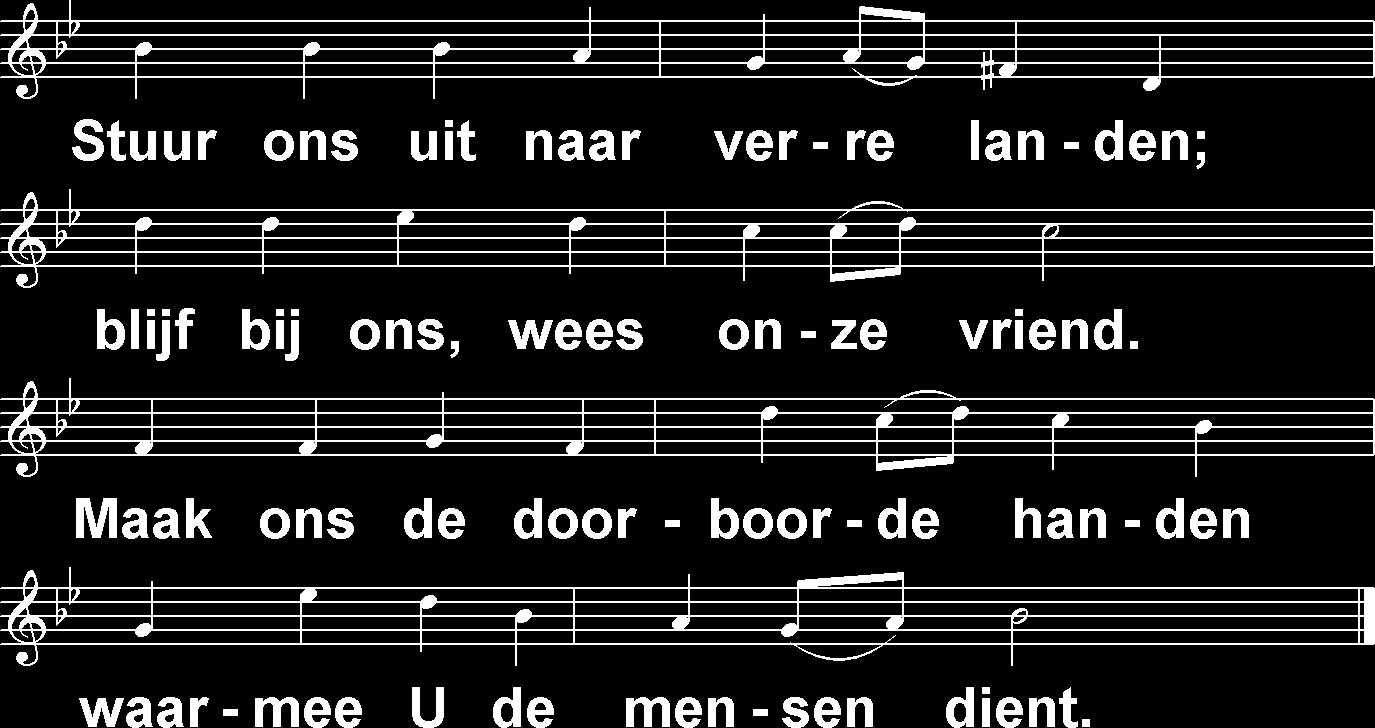 Stuur ons uit naar ver - re lan - den;
blijf bij ons, wees on - ze vriend.
Maak ons de door - boor - de han - den
waar - mee U de men - sen dient.